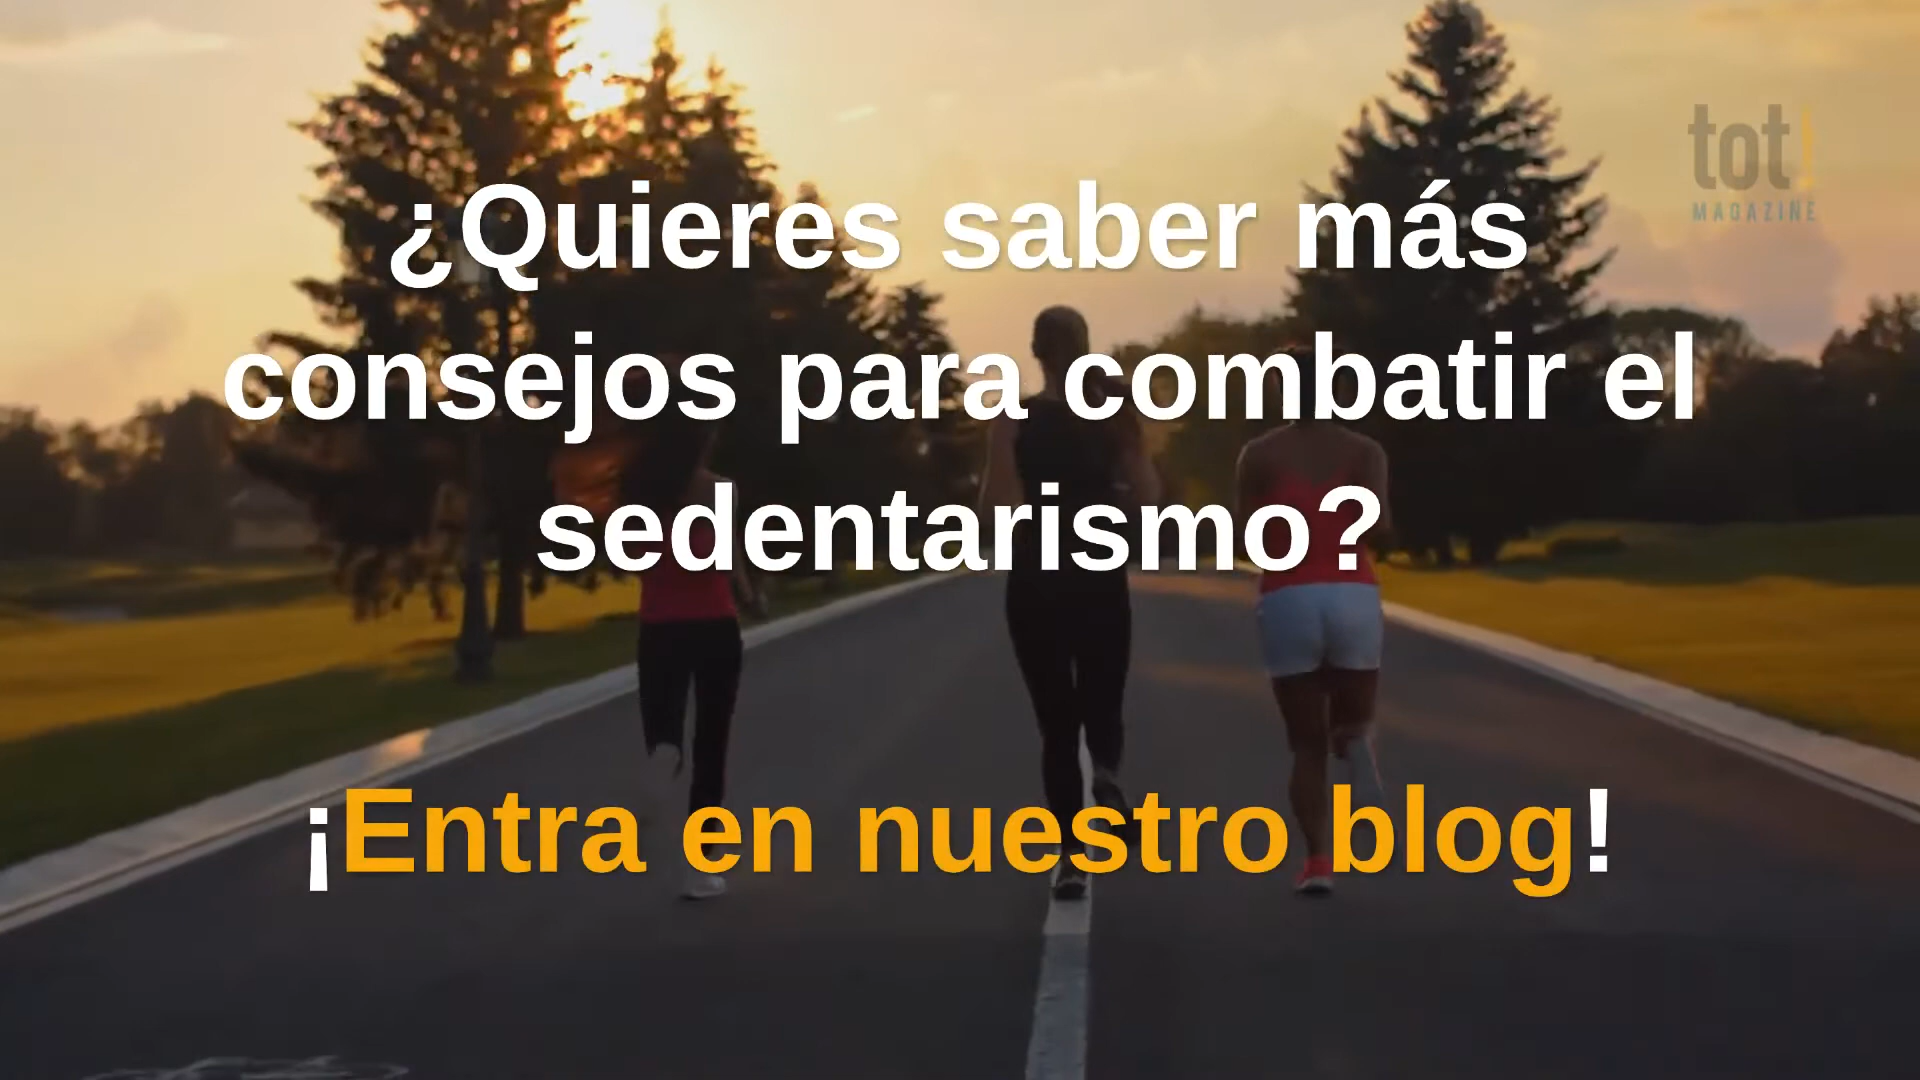 tot!
MAGAZINE
¿Quieres saber más
consejos para combatir el
sedentarismo?
¡Entra en nuestro blog!